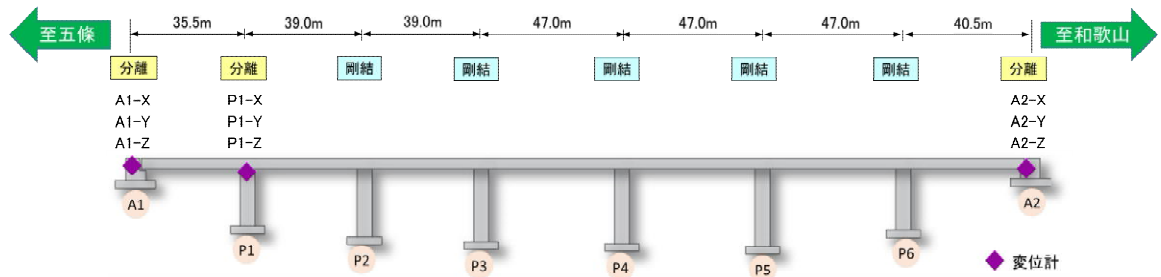 至五條
35.5m
39.0m
39.0m
47.0m
47.0m
47.0m
40.5m
至和歌山
分離
分離
剛結
剛結
剛結
剛結
剛結
分離
A1-X
A1-Y
A1-Z
P1-X
P1-Y
P1-Z
A2-X
A2-Y
A2-Z
A1
P1
P2
P3
P4
P5
P6
A2
変位計